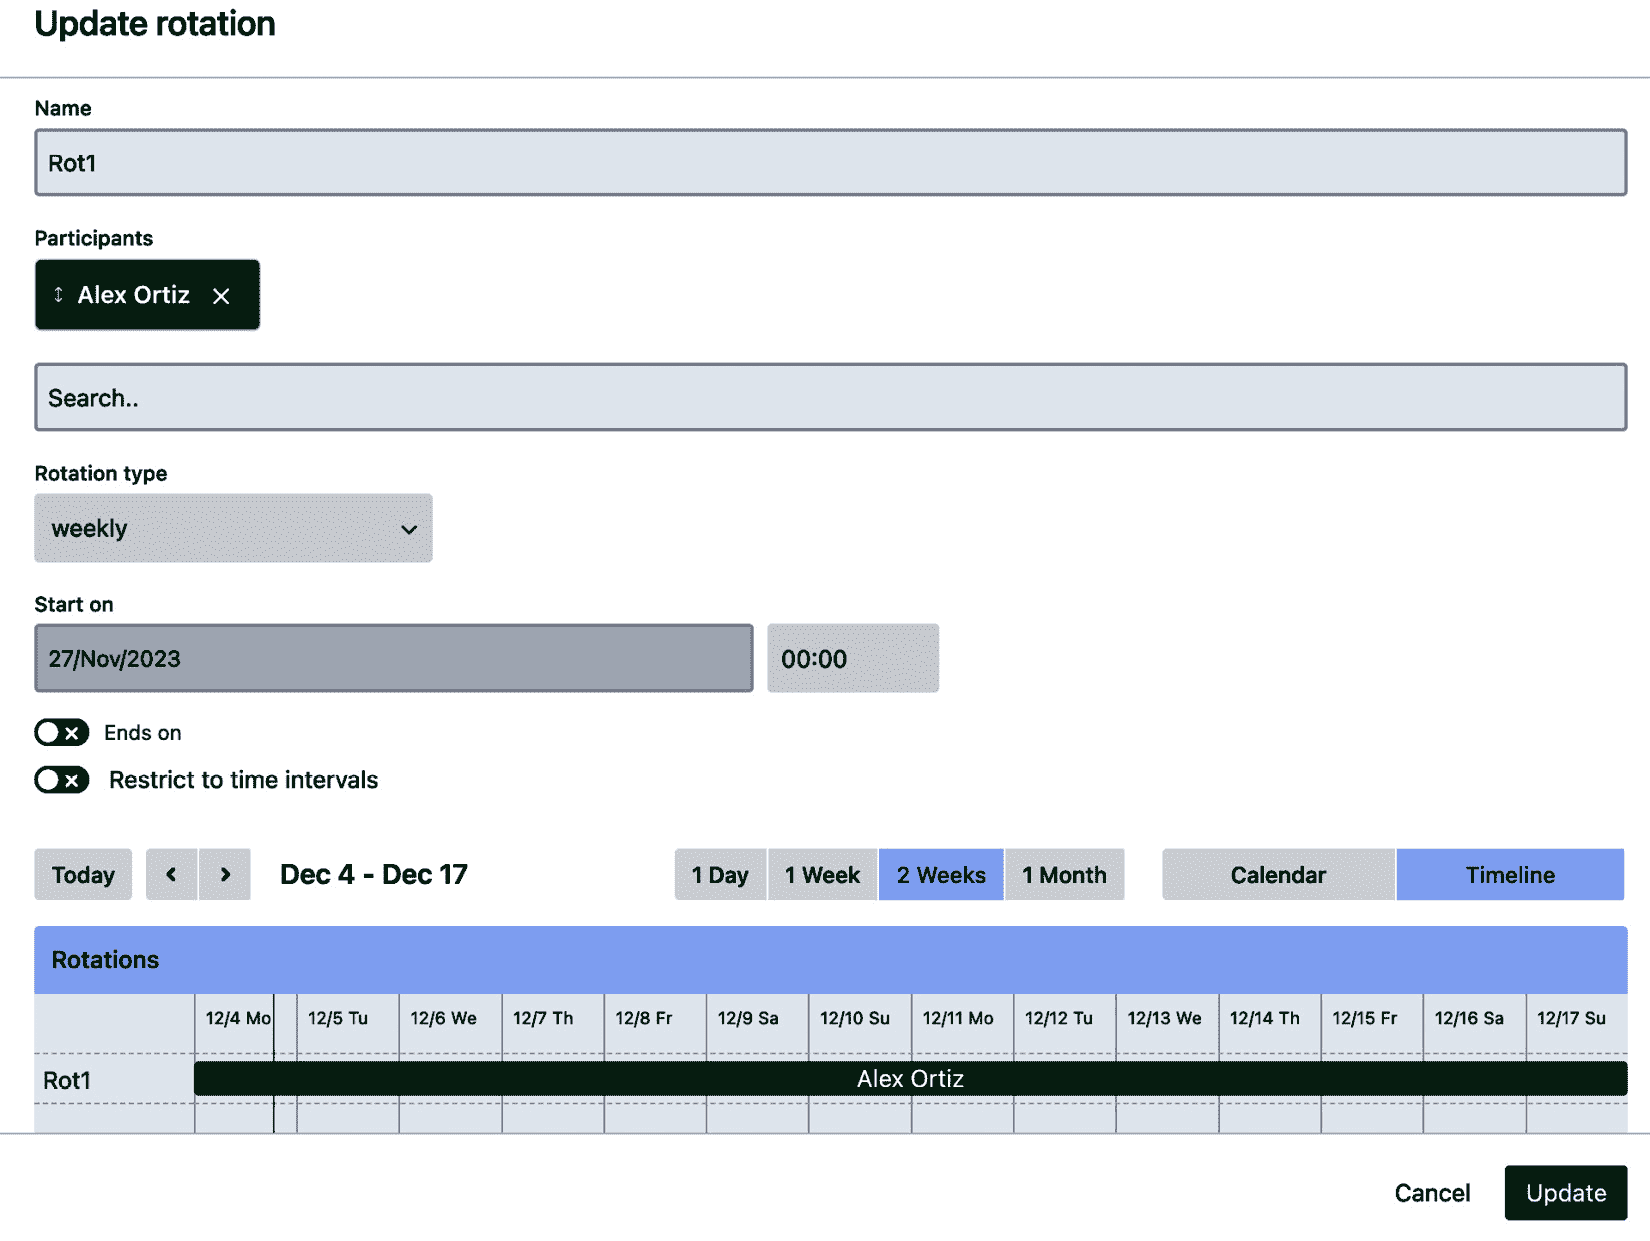 Update rotation
Name
Rot1
Participants
Alex Ortiz
Search..
Rotation type
weekly
Start on
27/Nov/2023 00:00
Ends on
Restrict to time intervals
Today Dec 4 - Dec 17 1 Day 1 Week 2 Weeks 1 Month Calendar Timeline
Rotations
12/4 Mo 12/5 Tu 12/6 We 12/7 Th 12/8 Fr 12/9 Sa 12/10 Su 12/11 Mo 12/12 Tu 12/13 We 12/14 Th 12/15 Fr 12/16 Sa 12/17 Su
Rot1 Alex Ortiz
Cancel Update